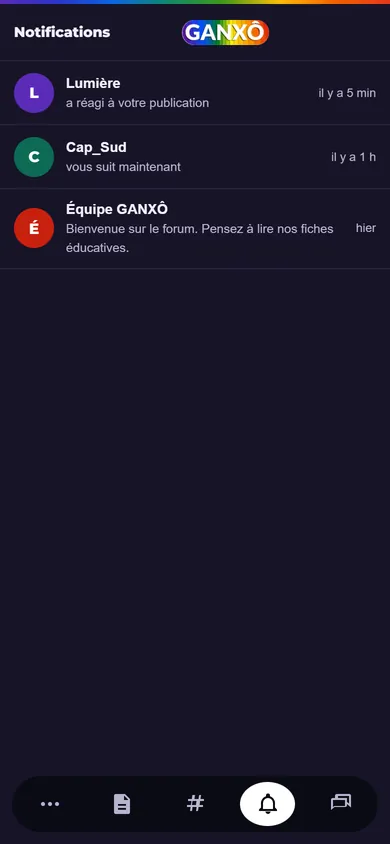 Notifications
GANXÔ
L
Lumière
a réagi à votre publication
il y a 5 min
C
Cap_Sud
vous suit maintenant
il y a 1 h
É
Équipe GANXÔ
Bienvenue sur le forum. Pensez à lire nos fiches
éducatives.
hier
#